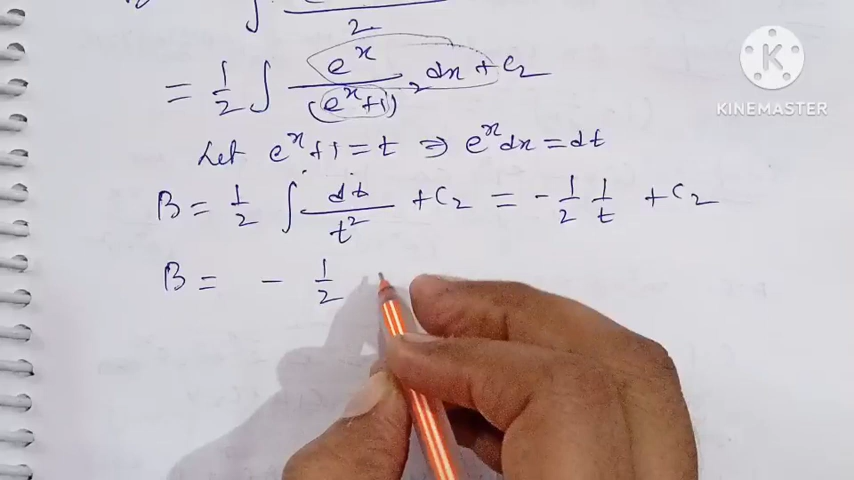 2
= 1/2 ∫ e^x / (e^x+1)^2 dx + C2
KINEMASTER
Let e^x+1 = t ⇒ e^x dx = dt
B = 1/2 ∫ dt / t^2 + C2 = - 1/2 1/t + C2
B = - 1/2